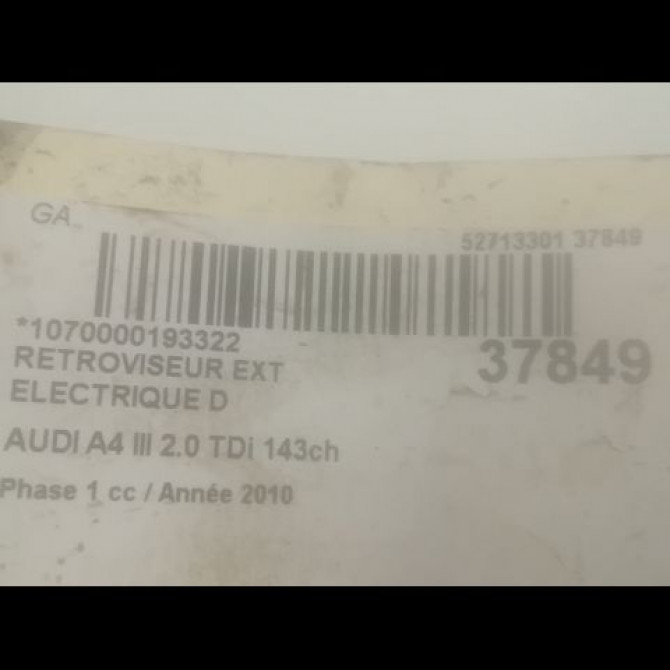 GA
52713301 37849
*1070000193322
37849
RETROVISEUR EXT
ELECTRIQUE D
AUDI A4 III 2.0 TDi 143ch
Phase 1 cc / Année 2010